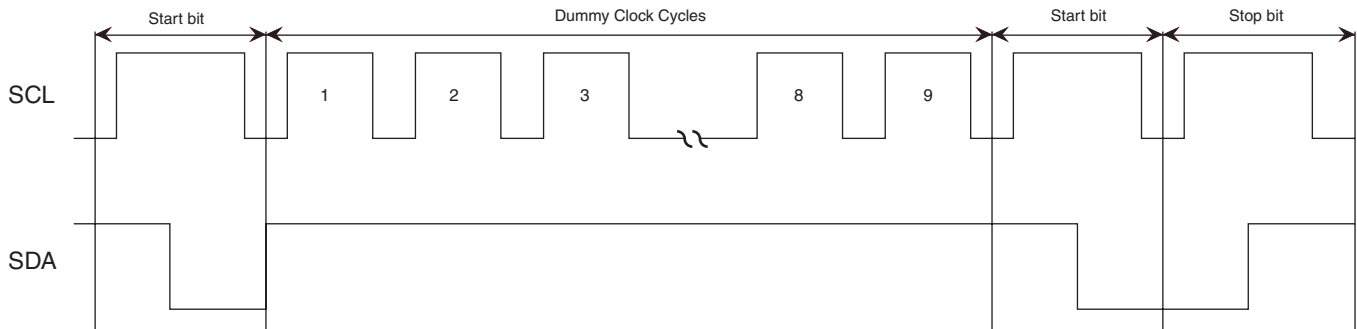 Start bit
Dummy Clock Cycles
Start bit
Stop bit
SCL
1
2
3
8
9
SDA